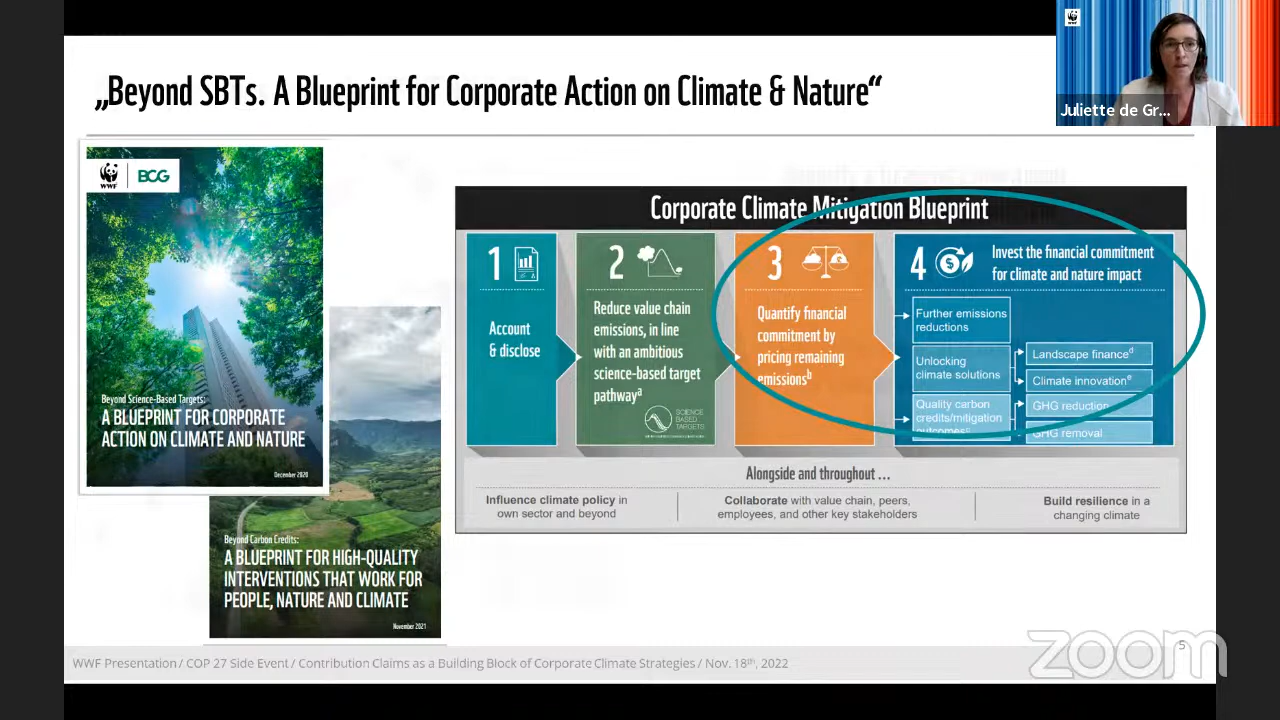 „Beyond SBTs. A Blueprint for Corporate Action on Climate & Nature“
WWF
Juliette de Gr...
WWF
BCG
Beyond Science-Based Targets:
A BLUEPRINT FOR CORPORATE
ACTION ON CLIMATE AND NATURE
December 2020
Beyond Carbon Credits:
A BLUEPRINT FOR HIGH-QUALITY
INTERVENTIONS THAT WORK FOR
PEOPLE, NATURE AND CLIMATE
November 2021
Corporate Climate Mitigation Blueprint
1
Account
& disclose
2
Reduce value chain
emissions, in line
with an ambitious
science-based target
pathwayᵃ
SCIENCE
BASED
TARGETS
3
Quantify financial
commitment by
pricing remaining
emissionsᵇ
4
Invest the financial commitment
for climate and nature impact
Further emissions
reductions
Unlocking
climate solutions
Landscape financeᵈ
Climate innovationᵉ
Quality carbon
credits/mitigation
outcomesᶜ
GHG reduction
GHG removal
Alongside and throughout ...
Influence climate policy in
own sector and beyond
Collaborate with value chain, peers,
employees, and other key stakeholders
Build resilience in a
changing climate
WWF Presentation / COP 27 Side Event / Contribution Claims as a Building Block of Corporate Climate Strategies / Nov. 18th, 2022
5
zoom